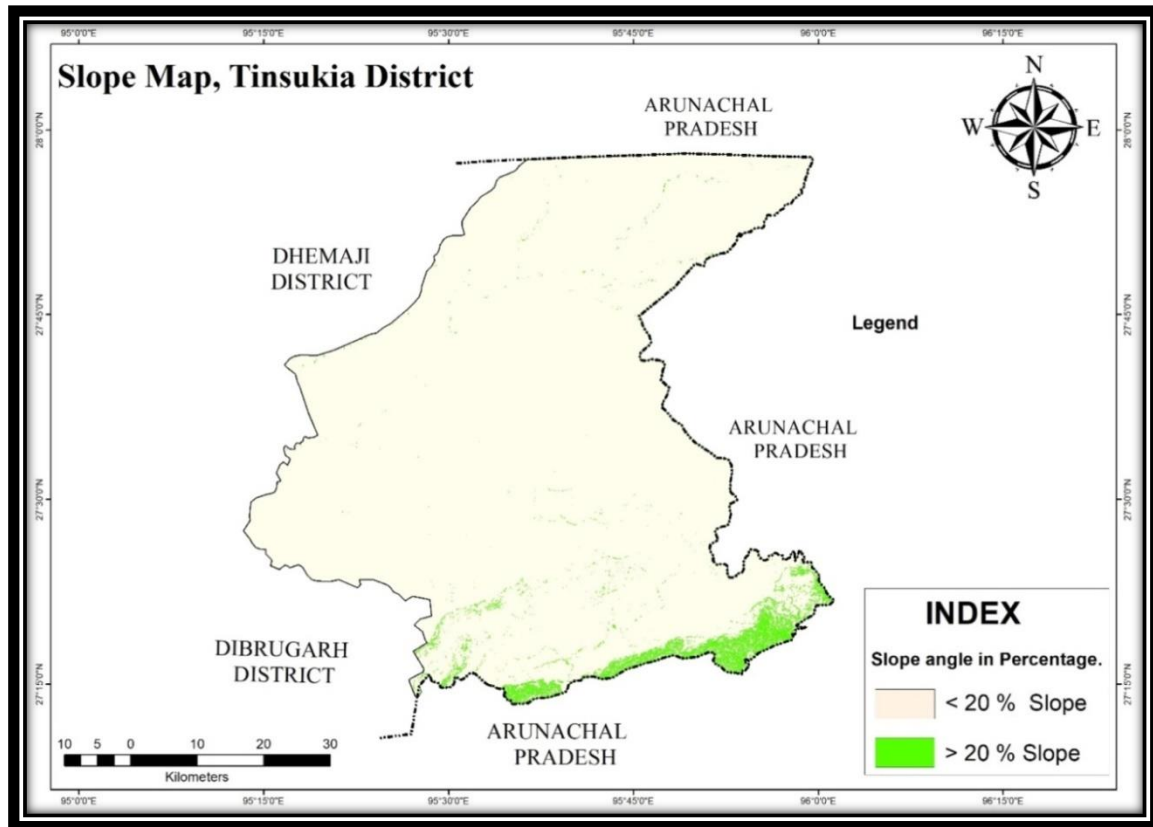 95°0'0"E 95°15'0"E 95°30'0"E 95°45'0"E 96°0'0"E 96°15'0"E
Slope Map, Tinsukia District
N
W E
S
ARUNACHAL
PRADESH
28°0'0"N 28°0'0"N
DHEMAJI
DISTRICT
27°45'0"N 27°45'0"N
Legend
ARUNACHAL
PRADESH
27°30'0"N 27°30'0"N
DIBRUGARH
DISTRICT
27°15'0"N 27°15'0"N
ARUNACHAL
PRADESH
INDEX
Slope angle in Percentage.
< 20 % Slope
> 20 % Slope
10 5 0 10 20 30
Kilometers
95°0'0"E 95°15'0"E 95°30'0"E 95°45'0"E 96°0'0"E 96°15'0"E